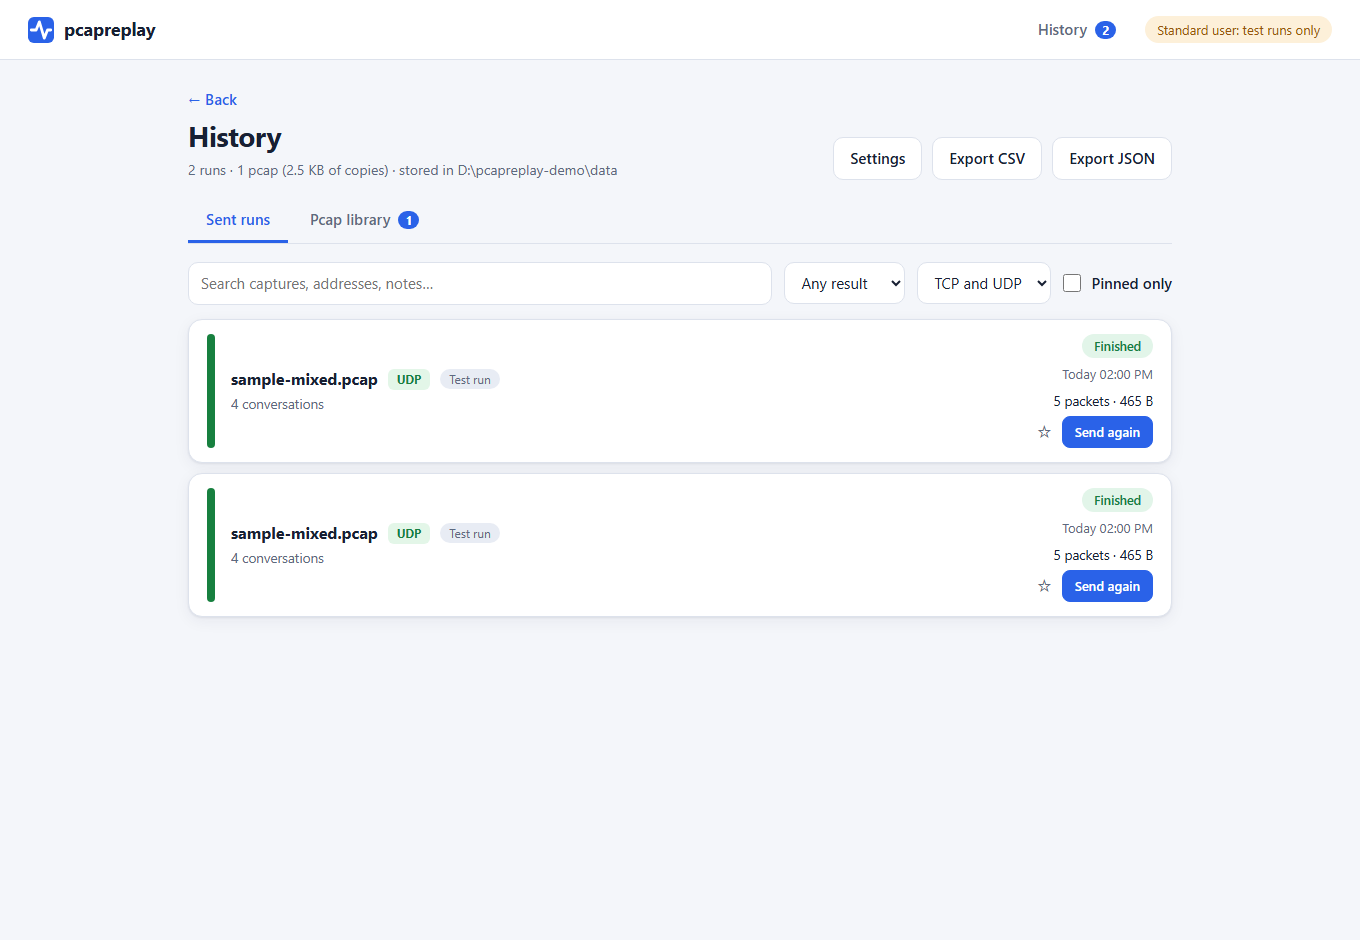 pcapreplay
History 2
Standard user: test runs only
← Back
History
2 runs · 1 pcap (2.5 KB of copies) · stored in D:\pcapreplay-demo\data
Settings
Export CSV
Export JSON
Sent runs
Pcap library 1
Search captures, addresses, notes...
Any result
TCP and UDP
Pinned only
sample-mixed.pcap UDP Test run
4 conversations
Finished
Today 02:00 PM
5 packets · 465 B
☆ Send again
sample-mixed.pcap UDP Test run
4 conversations
Finished
Today 02:00 PM
5 packets · 465 B
☆ Send again